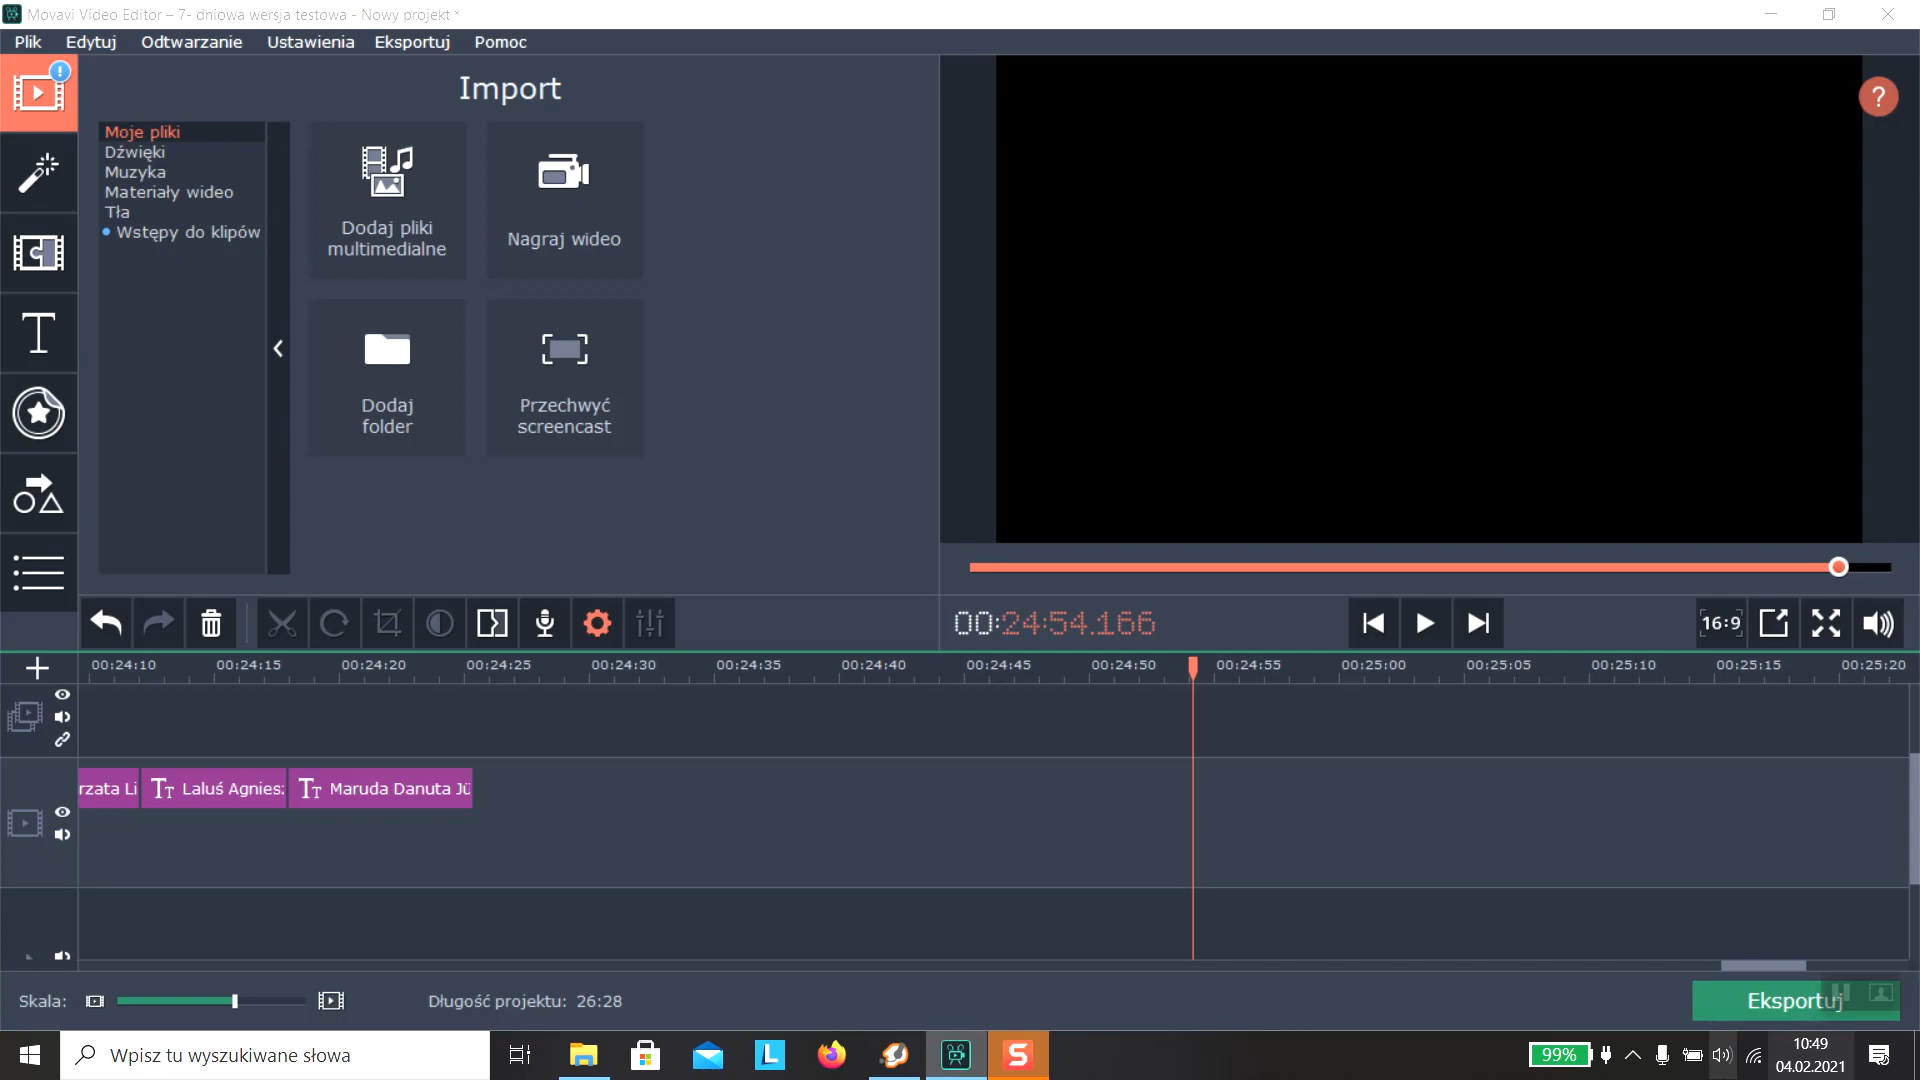 Movavi Video Editor – 7- dniowa wersja testowa - Nowy projekt *
Plik Edytuj Odtwarzanie Ustawienia Eksportuj Pomoc
Import
Moje pliki
Dźwięki
Muzyka
Materiały wideo
Tła
Wstępy do klipów
Dodaj pliki
multimedialne
Nagraj wideo
Dodaj
folder
Przechwyć
screencast
?
00:24:54.166
16:9
00:24:10 00:24:15 00:24:20 00:24:25 00:24:30 00:24:35 00:24:40 00:24:45 00:24:50 00:24:55 00:25:00 00:25:05 00:25:10 00:25:15 00:25:20
rzata Li
Laluś Agnies
Maruda Danuta Jü
Skala:
Długość projektu: 26:28
Eksportuj
Wpisz tu wyszukiwane słowa
L
S
99%
10:49
04.02.2021